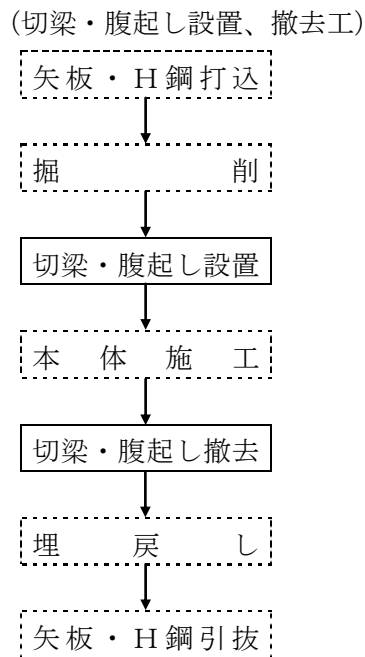 (切梁・腹起し設置、撤去工)
矢板・H鋼打込
掘削
切梁・腹起し設置
本体施工
切梁・腹起し撤去
埋戻し
矢板・H鋼引抜